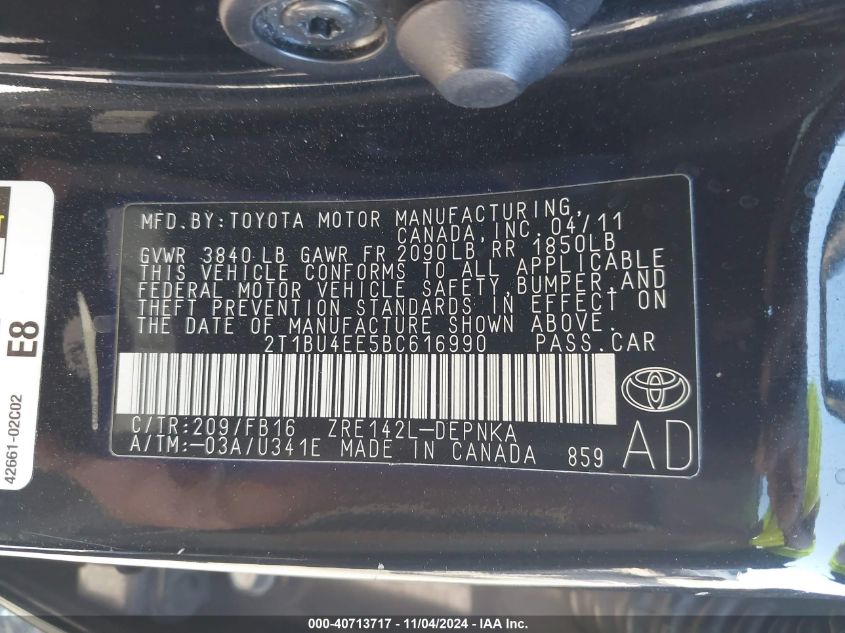 MFD. BY: TOYOTA MOTOR MANUFACTURING,
CANADA, INC. 04/11
GVWR 3840 LB GAWR FR 2090LB RR 1850LB
THIS VEHICLE CONFORMS TO ALL APPLICABLE
FEDERAL MOTOR VEHICLE SAFETY, BUMPER, AND
THEFT PREVENTION STANDARDS IN EFFECT ON
THE DATE OF MANUFACTURE SHOWN ABOVE.
2T1BU4EE5BC616990 PASS. CAR
C/TR: 209/FB16 ZRE142L-DEPNKA
A/TM:-03A/U341E MADE IN CANADA 859
AD
E8
42661-02C02
000-40713717 - 11/04/2024 - IAA Inc.